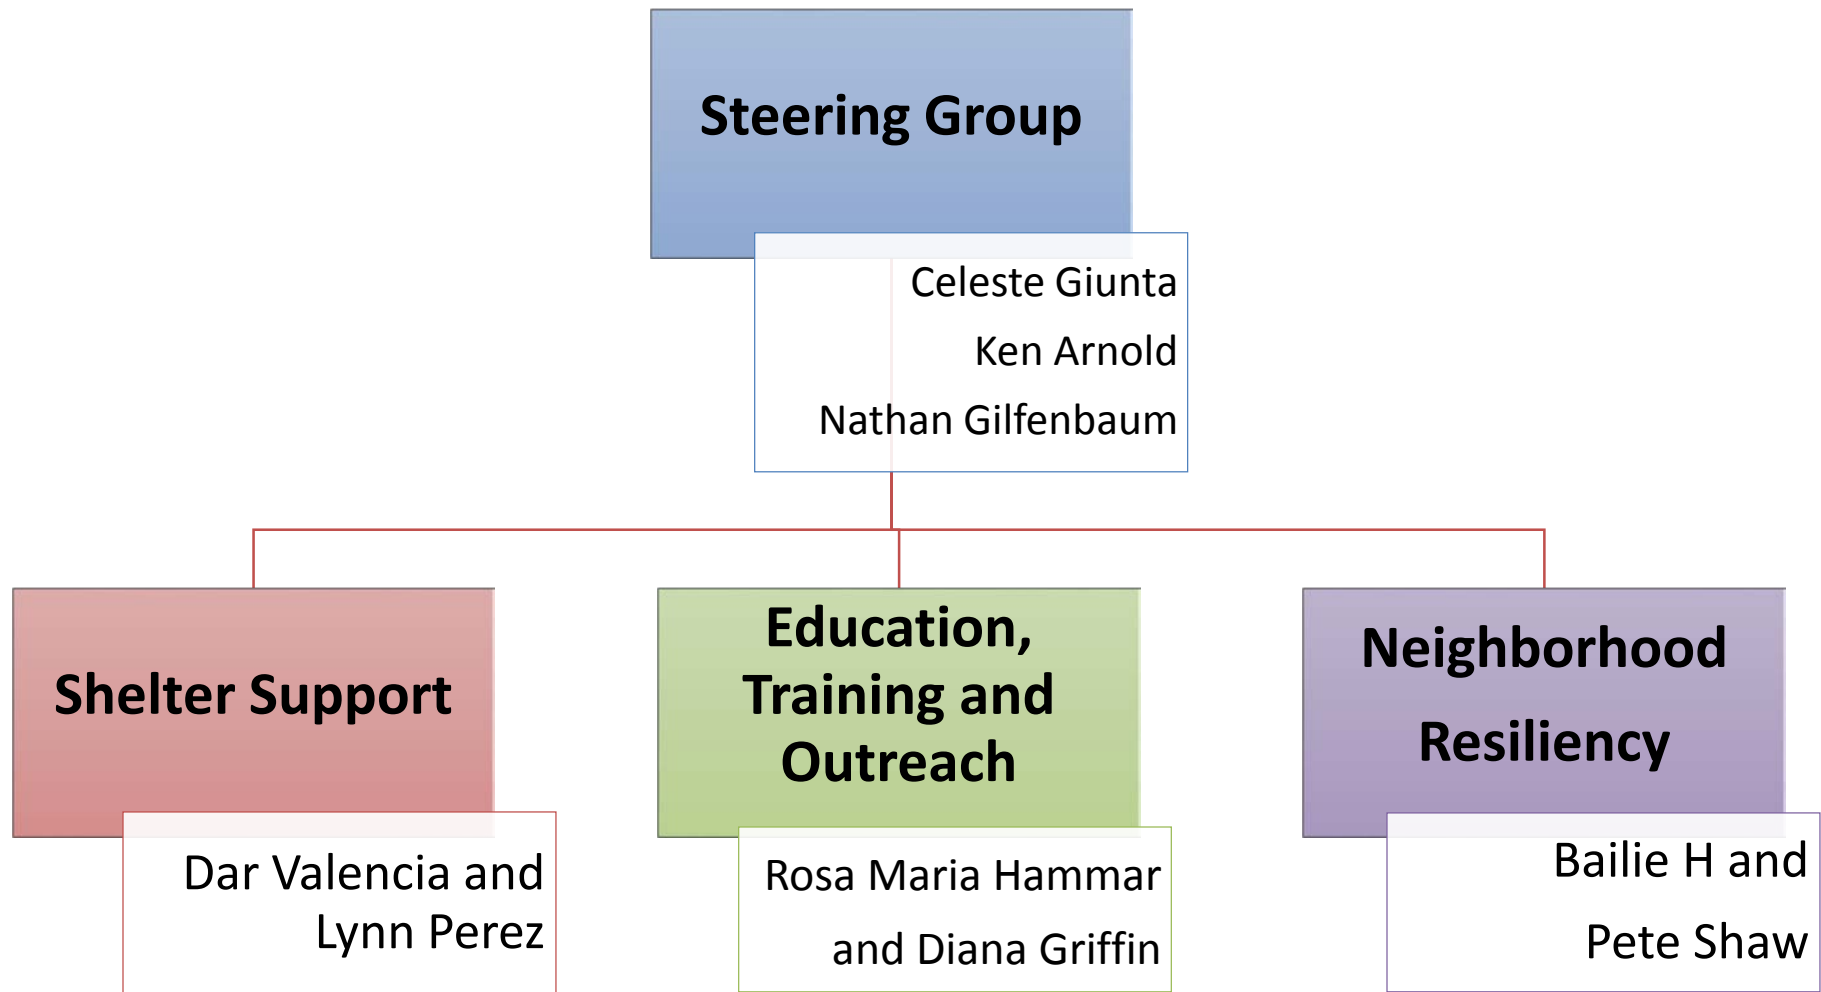 Steering Group
Celeste Giunta
Ken Arnold
Nathan Gilfenbaum
Shelter Support
Dar Valencia and
Lynn Perez
Education,
Training and
Outreach
Rosa Maria Hammar
and Diana Griffin
Neighborhood
Resiliency
Bailie H and
Pete Shaw